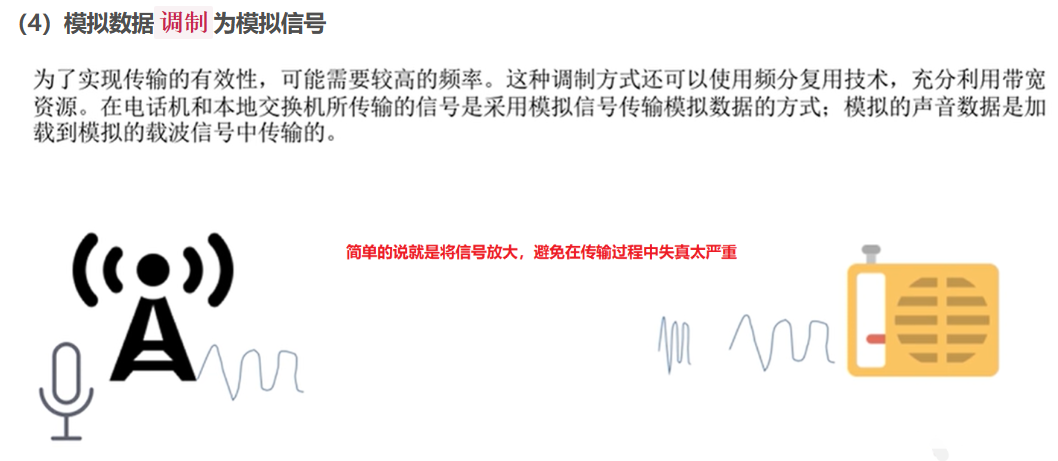 （4）模拟数据 调制 为模拟信号
为了实现传输的有效性，可能需要较高的频率。这种调制方式还可以使用频分复用技术，充分利用带宽
资源。在电话机和本地交换机所传输的信号是采用模拟信号传输模拟数据的方式；模拟的声音数据是加
载到模拟的载波信号中传输的。
简单的说就是将信号放大，避免在传输过程中失真太严重